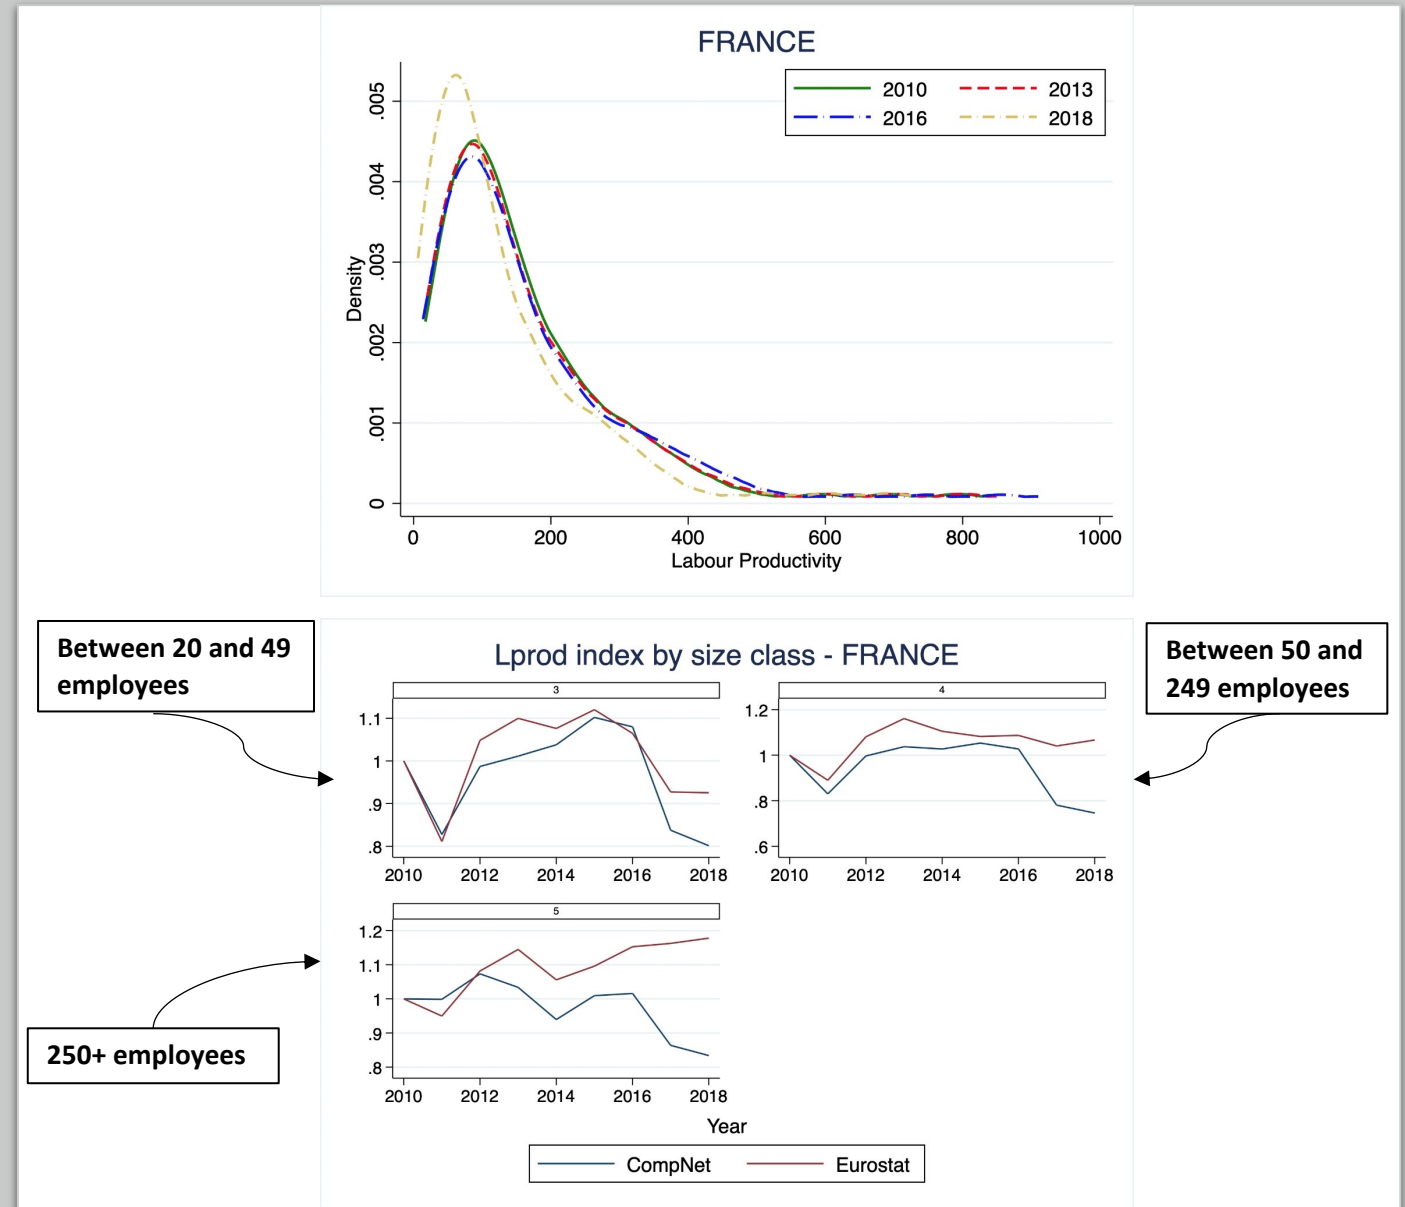 FRANCE
2010 2013
2016 2018
.005
.004
.003
.002
.001
0
Density
0 200 400 600 800 1000
Labour Productivity
Between 20 and 49
employees
Between 50 and
249 employees
Lprod index by size class - FRANCE
3
1.1
1
.9
.8
2010 2012 2014 2016 2018
4
1.2
1
.8
.6
2010 2012 2014 2016 2018
5
1.2
1.1
1
.9
.8
2010 2012 2014 2016 2018
250+ employees
Year
CompNet Eurostat